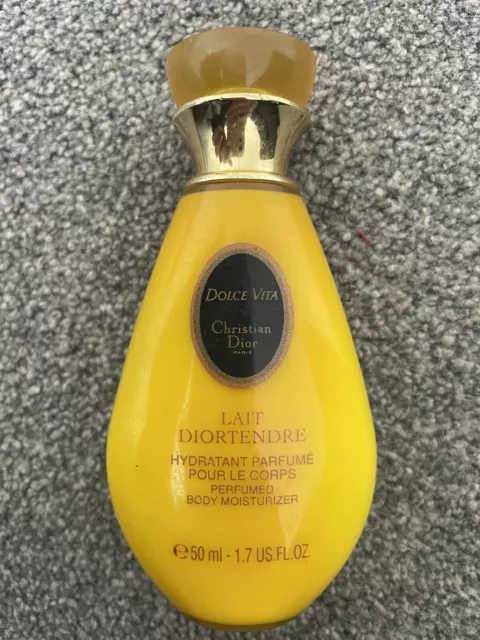 DOLCE VITA
Christian
Dior
PARIS
LAIT
DIORTENDRE
HYDRATANT PARFUMÉ
POUR LE CORPS
PERFUMED
BODY MOISTURIZER
℮50 ml - 1.7 US.FL.OZ.